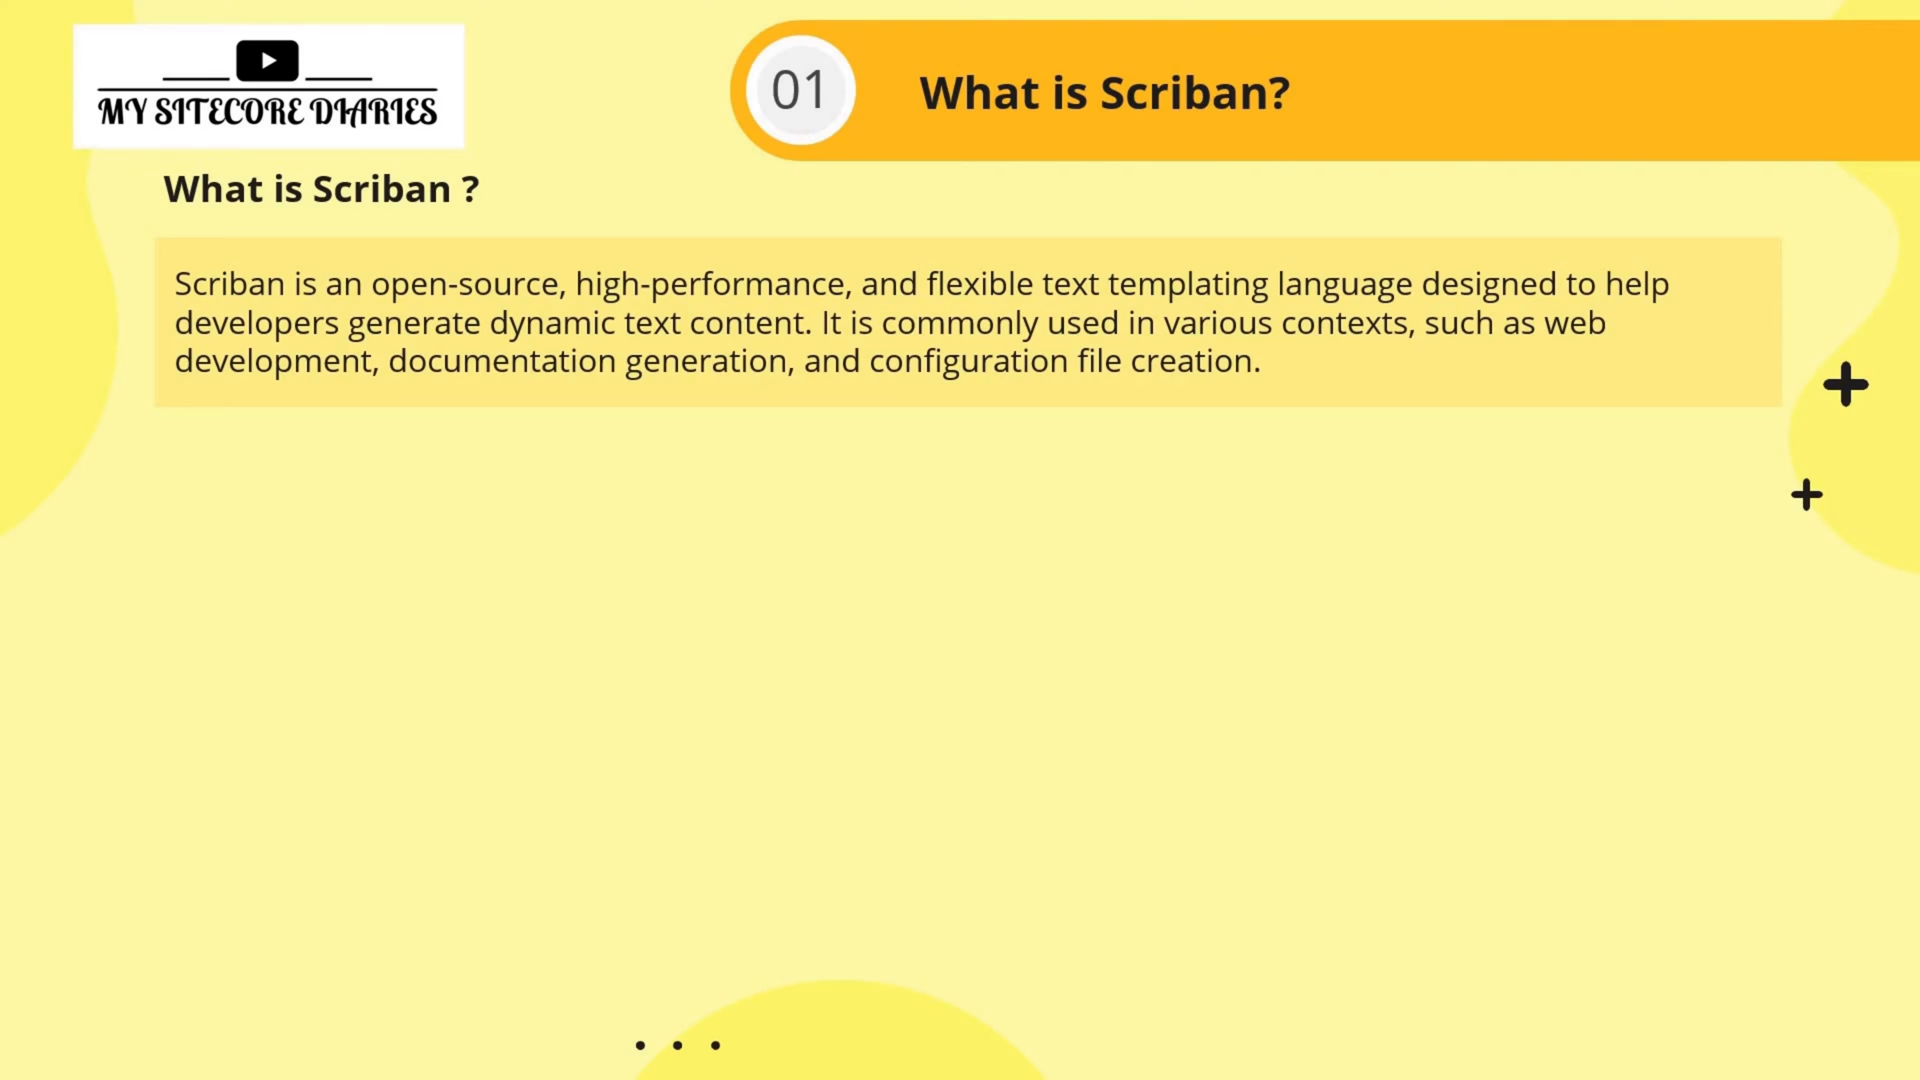 MY SITECORE DIARIES
01
What is Scriban?
What is Scriban ?
Scriban is an open-source, high-performance, and flexible text templating language designed to help
developers generate dynamic text content. It is commonly used in various contexts, such as web
development, documentation generation, and configuration file creation.